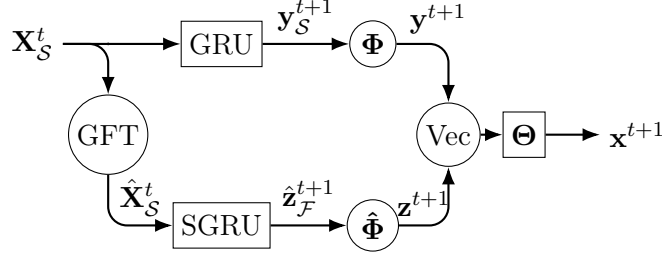 𝐗_𝒮^t GRU 𝐲_𝒮^{t+1} 𝚽 𝐲^{t+1}
GFT Vec 𝚯 𝐱^{t+1}
𝐗̂_𝒮^t SGRU 𝐳̂_ℱ^{t+1} 𝚽̂ 𝐳^{t+1}